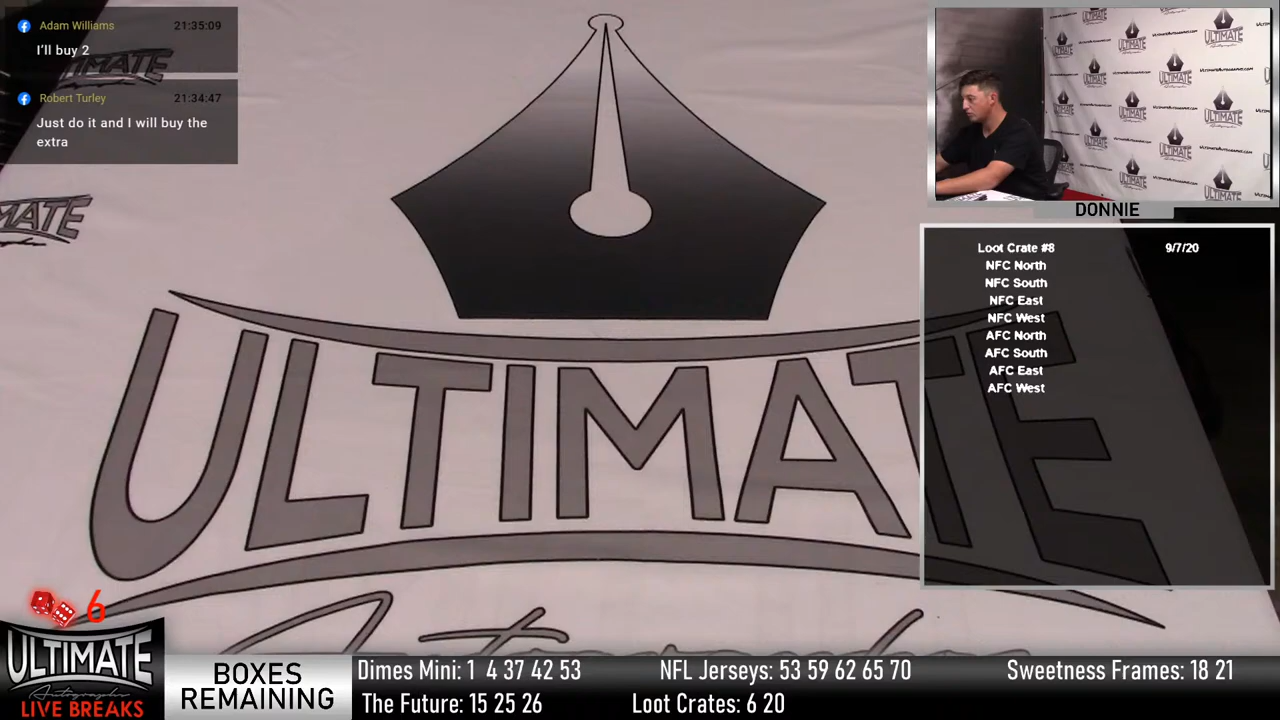 Adam Williams 21:35:09
I'll buy 2
Robert Turley 21:34:47
Just do it and I will buy the
extra
ULTIMATE
DONNIE
Loot Crate #8 9/7/20
NFC North
NFC South
NFC East
NFC West
AFC North
AFC South
AFC East
AFC West
ULTIMATE
6
ULTIMATE
Autographs
LIVE BREAKS
BOXES
REMAINING
Dimes Mini: 1 4 37 42 53 NFL Jerseys: 53 59 62 65 70 Sweetness Frames: 18 21
The Future: 15 25 26 Loot Crates: 6 20